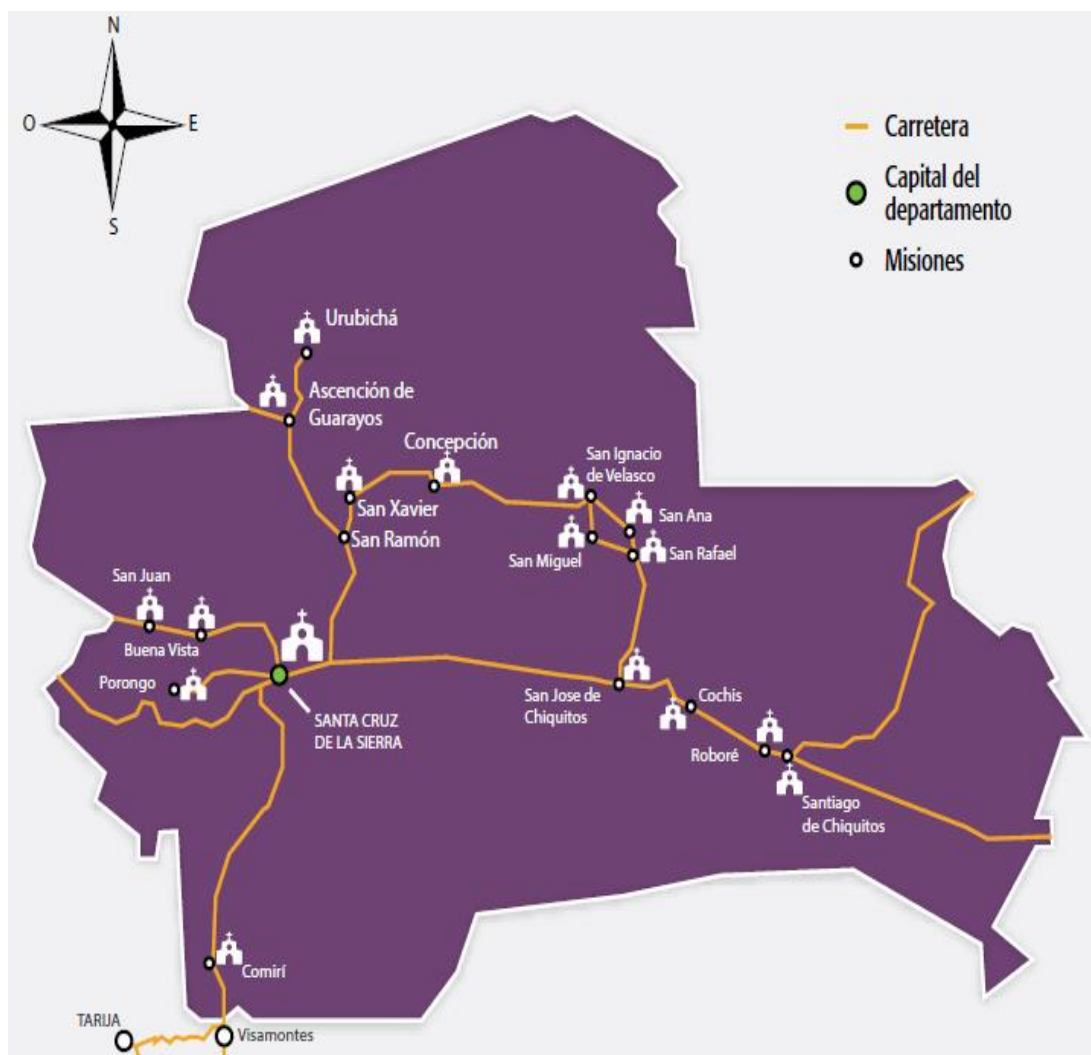 N
O
E
S
Carretera
Capital del
departamento
Misiones
Urubichá
Ascención de
Guarayos
Concepción
San Ignacio
de Velasco
San Xavier
San Ana
San Ramón
San Miguel
San Rafael
San Juan
Buena Vista
Porongo
San Jose de
Chiquitos
Cochis
SANTA CRUZ
DE LA SIERRA
Roboré
Santiago
de Chiquitos
Comirí
TARIJA
Visamontes